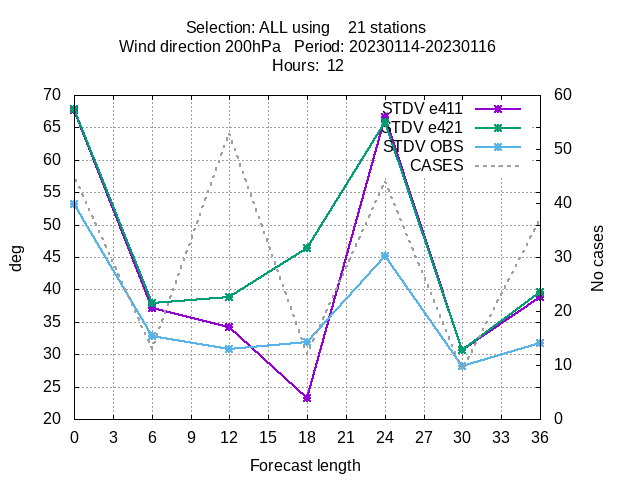 Selection: ALL using    21 stations
Wind direction 200hPa   Period: 20230114-20230116
Hours:  12
70
65
60
55
50
45
40
35
30
25
20
60
50
40
30
20
10
0
STDV e411
STDV e421
STDV OBS
CASES
deg
No cases
0 3 6 9 12 15 18 21 24 27 30 33 36
Forecast length